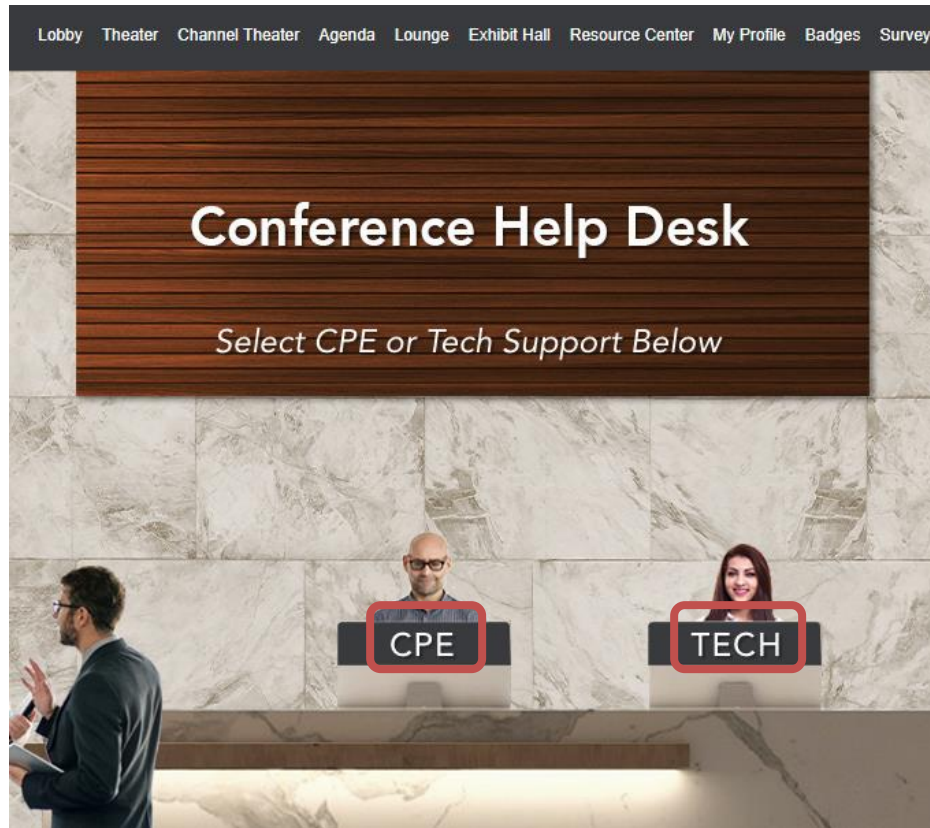 Lobby Theater Channel Theater Agenda Lounge Exhibit Hall Resource Center My Profile Badges Survey
Conference Help Desk
Select CPE or Tech Support Below
CPE
TECH